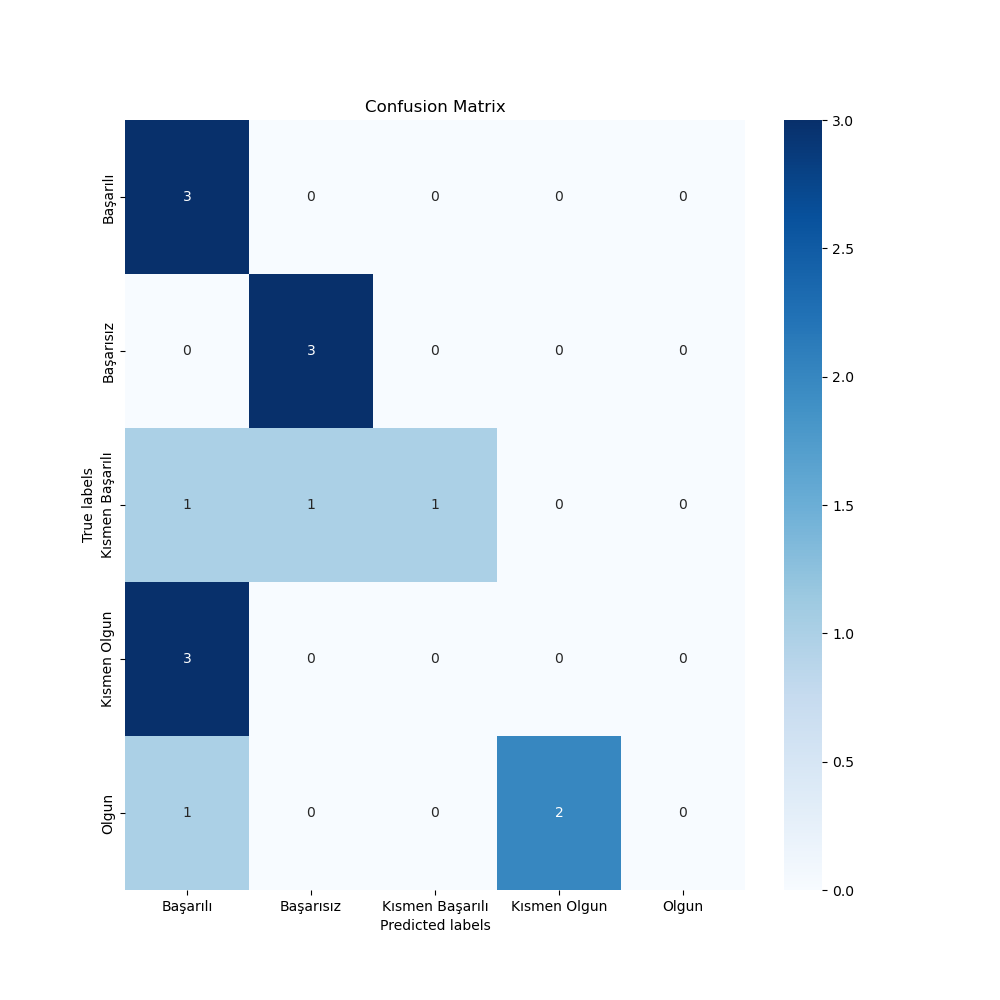 Confusion Matrix
Başarılı
3 0 0 0 0
Başarısız
0 3 0 0 0
True labels
Kısmen Başarılı
1 1 1 0 0
Kısmen Olgun
3 0 0 0 0
Olgun
1 0 0 2 0
Başarılı Başarısız Kısmen Başarılı Kısmen Olgun Olgun
Predicted labels
3.0
2.5
2.0
1.5
1.0
0.5
0.0